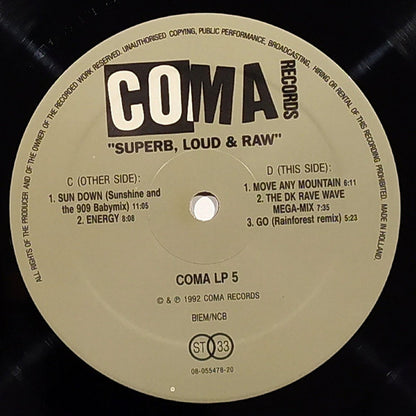 ALL RIGHTS OF THE PRODUCER AND OF THE OWNER OF THE RECORDED WORK RESERVED. UNAUTHORISED COPYING, PUBLIC PERFORMANCE, BROADCASTING, HIRING OR RENTAL OF THIS RECORDING PROHIBITED. MADE IN HOLLAND.
COMA
RECORDS
"SUPERB, LOUD & RAW"
C (OTHER SIDE):
1. SUN DOWN (Sunshine and
the 909 Babymix) 11:05
2. ENERGY 8:08
D (THIS SIDE):
1. MOVE ANY MOUNTAIN 6:11
2. THE DK RAVE WAVE
MEGA-MIX 7:35
3. GO (Rainforest remix) 5:23
COMA LP 5
© & ℗ 1992 COMA RECORDS
BIEM/NCB
ST 33
08-055478-20